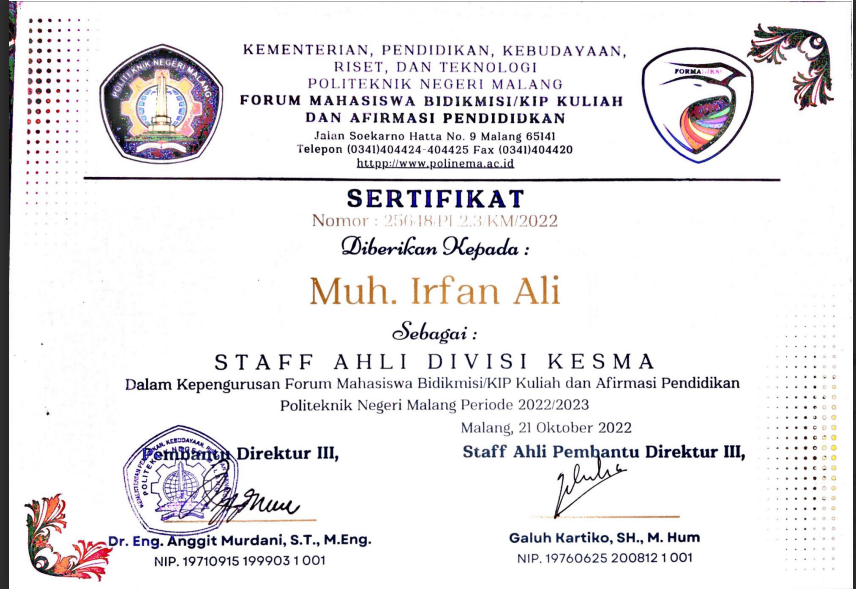 KEMENTERIAN, PENDIDIKAN, KEBUDAYAAN,
RISET, DAN TEKNOLOGI
POLITEKNIK NEGERI MALANG
FORUM MAHASISWA BIDIKMISI/KIP KULIAH
DAN AFIRMASI PENDIDIDKAN
Jalan Soekarno Hatta No. 9 Malang 65141
Telepon (0341)404424-404425 Fax (0341)404420
httpp://www.polinema.ac.id
POLITEKNIK NEGERI MALANG
SERTIFIKAT
Nomor : 25648/PL2.3/KM/2022
Diberikan Kepada :
Muh. Irfan Ali
Sebagai :
STAFF AHLI DIVISI KESMA
Dalam Kepengurusan Forum Mahasiswa Bidikmisi/KIP Kuliah dan Afirmasi Pendidikan
Politeknik Negeri Malang Periode 2022/2023
Malang, 21 Oktober 2022
Pembantu Direktur III,
Staff Ahli Pembantu Direktur III,
Dr. Eng. Anggit Murdani, S.T., M.Eng.
NIP. 19710915 199903 1 001
Galuh Kartiko, SH., M. Hum
NIP. 19760625 200812 1 001